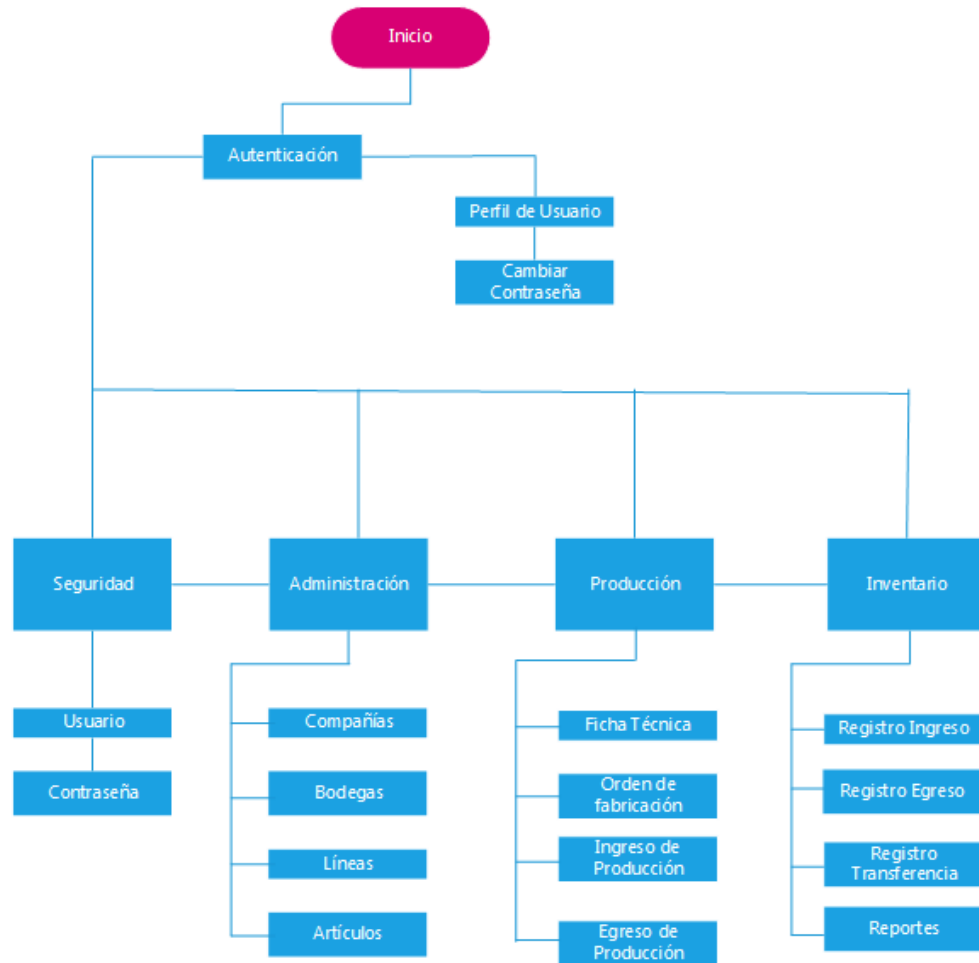 Inicio
Autenticación
Perfil de Usuario
Cambiar
Contraseña
Seguridad
Administración
Producción
Inventario
Usuario
Contraseña
Compañías
Bodegas
Líneas
Artículos
Ficha Técnica
Orden de
fabricación
Ingreso de
Producción
Egreso de
Producción
Registro Ingreso
Registro Egreso
Registro
Transferencia
Reportes